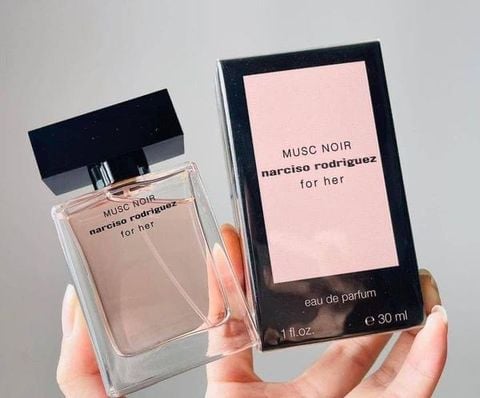 MUSC NOIR
narciso rodriguez
for her
MUSC NOIR
narciso rodriguez
for her
eau de parfum
1 fl.oz. e 30 ml